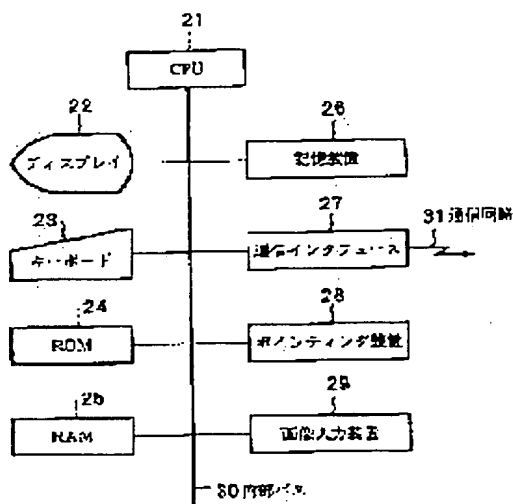 21
CPU
22
ディスプレイ
26
記憶装置
23
キーボード
27
通信インタフェース
31 通信回線
24
ROM
28
ポインティング装置
25
RAM
29
画像入力装置
30 内部バス